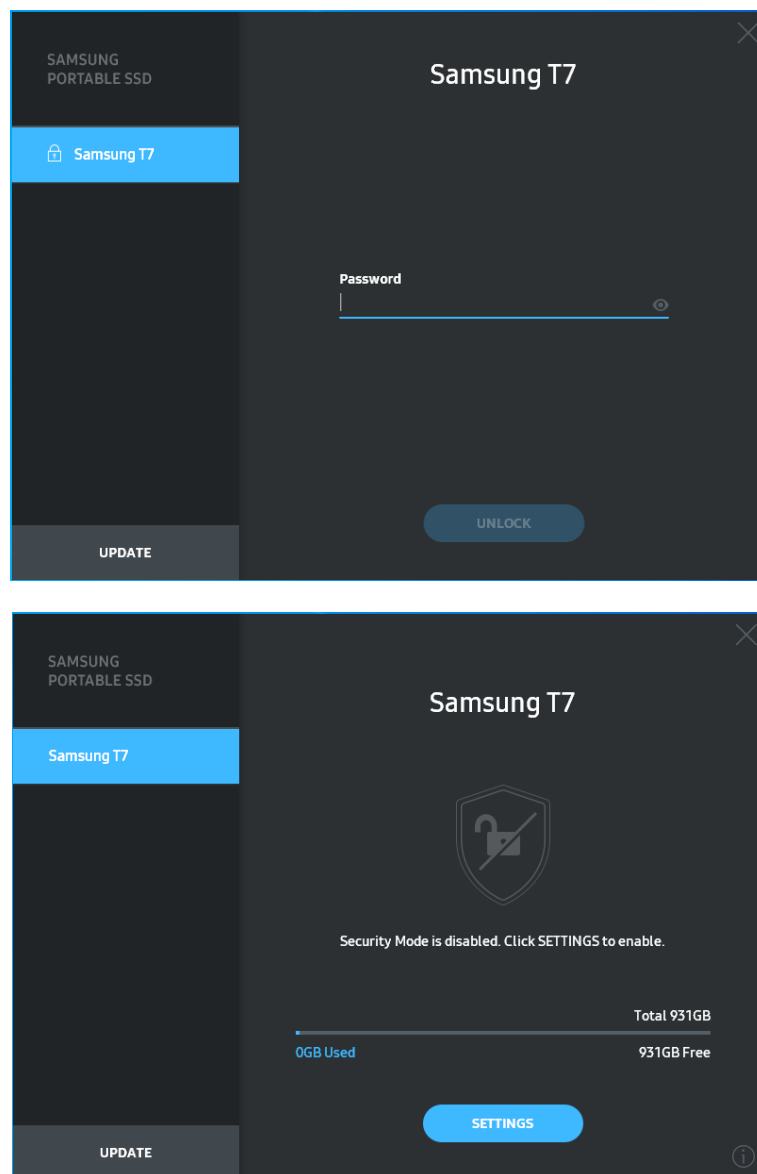 SAMSUNG
PORTABLE SSD
Samsung T7
Samsung T7
Password
UNLOCK
UPDATE
SAMSUNG
PORTABLE SSD
Samsung T7
Samsung T7
Security Mode is disabled. Click SETTINGS to enable.
Total 931GB
0GB Used
931GB Free
SETTINGS
UPDATE